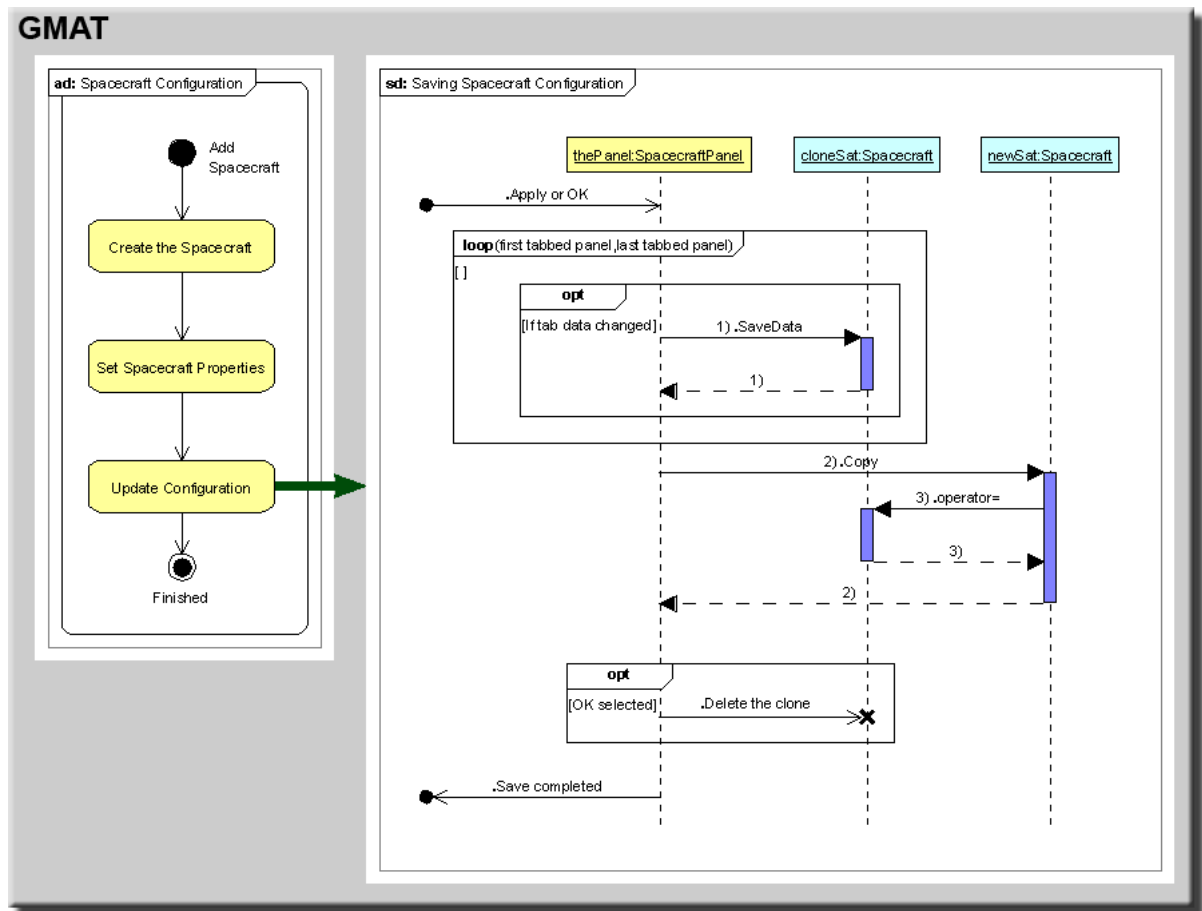 GMAT
ad: Spacecraft Configuration
Add
Spacecraft
Create the Spacecraft
Set Spacecraft Properties
Update Configuration
Finished
sd: Saving Spacecraft Configuration
thePanel:SpacecraftPanel
cloneSat:Spacecraft
newSat:Spacecraft
.Apply or OK
loop(first tabbed panel,last tabbed panel)
[ ]
opt
[If tab data changed]
1) .SaveData
1)
2).Copy
3) .operator=
3)
2)
opt
[OK selected]
.Delete the clone
.Save completed